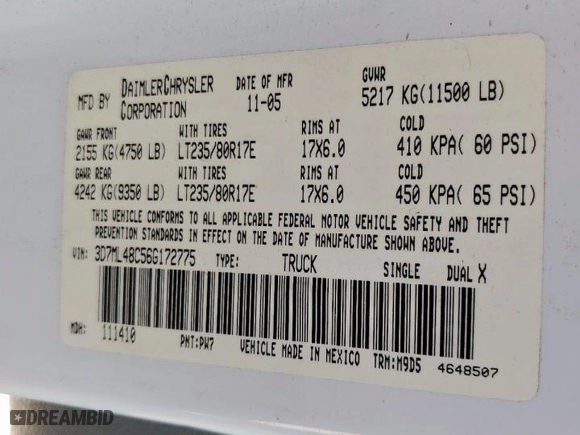 MFD BY DAIMLERCHRYSLER CORPORATION DATE OF MFR 11-05 GVWR 5217 KG(11500 LB)
GAWR FRONT WITH TIRES RIMS AT COLD
2155 KG(4750 LB) LT235/80R17E 17X6.0 410 KPA( 60 PSI)
GAWR REAR WITH TIRES RIMS AT COLD
4242 KG(9350 LB) LT235/80R17E 17X6.0 450 KPA( 65 PSI)
THIS VEHICLE CONFORMS TO ALL APPLICABLE FEDERAL MOTOR VEHICLE SAFETY AND THEFT
PREVENTION STANDARDS IN EFFECT ON THE DATE OF MANUFACTURE SHOWN ABOVE.
VIN: 3D7ML48C56G172775 TYPE: TRUCK SINGLE DUAL X
MDH: 111410 PNT:PW7 VEHICLE MADE IN MEXICO TRM:M9D5 4648507
DREAMBID